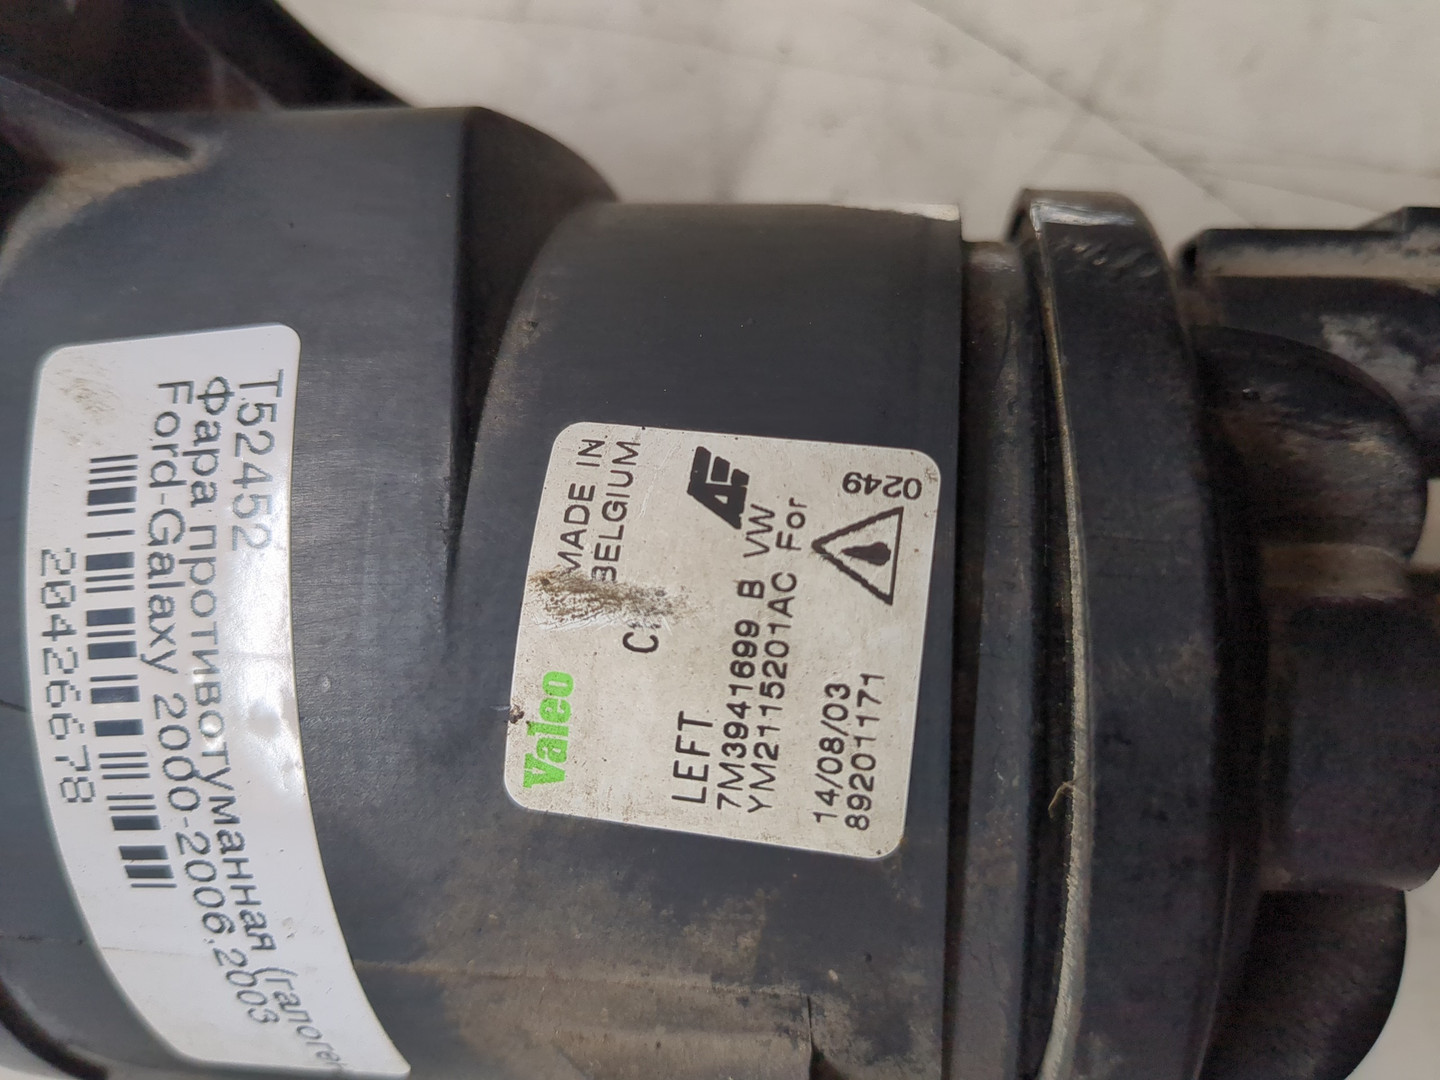 T52452
Фара противотуманная (галоген
Ford-Galaxy 2000-2006.2003
204266678
Valeo
MADE IN
BELGIUM
LEFT
7M3941699 B VW
YM2115201AC For
14/08/03
89201171
0249